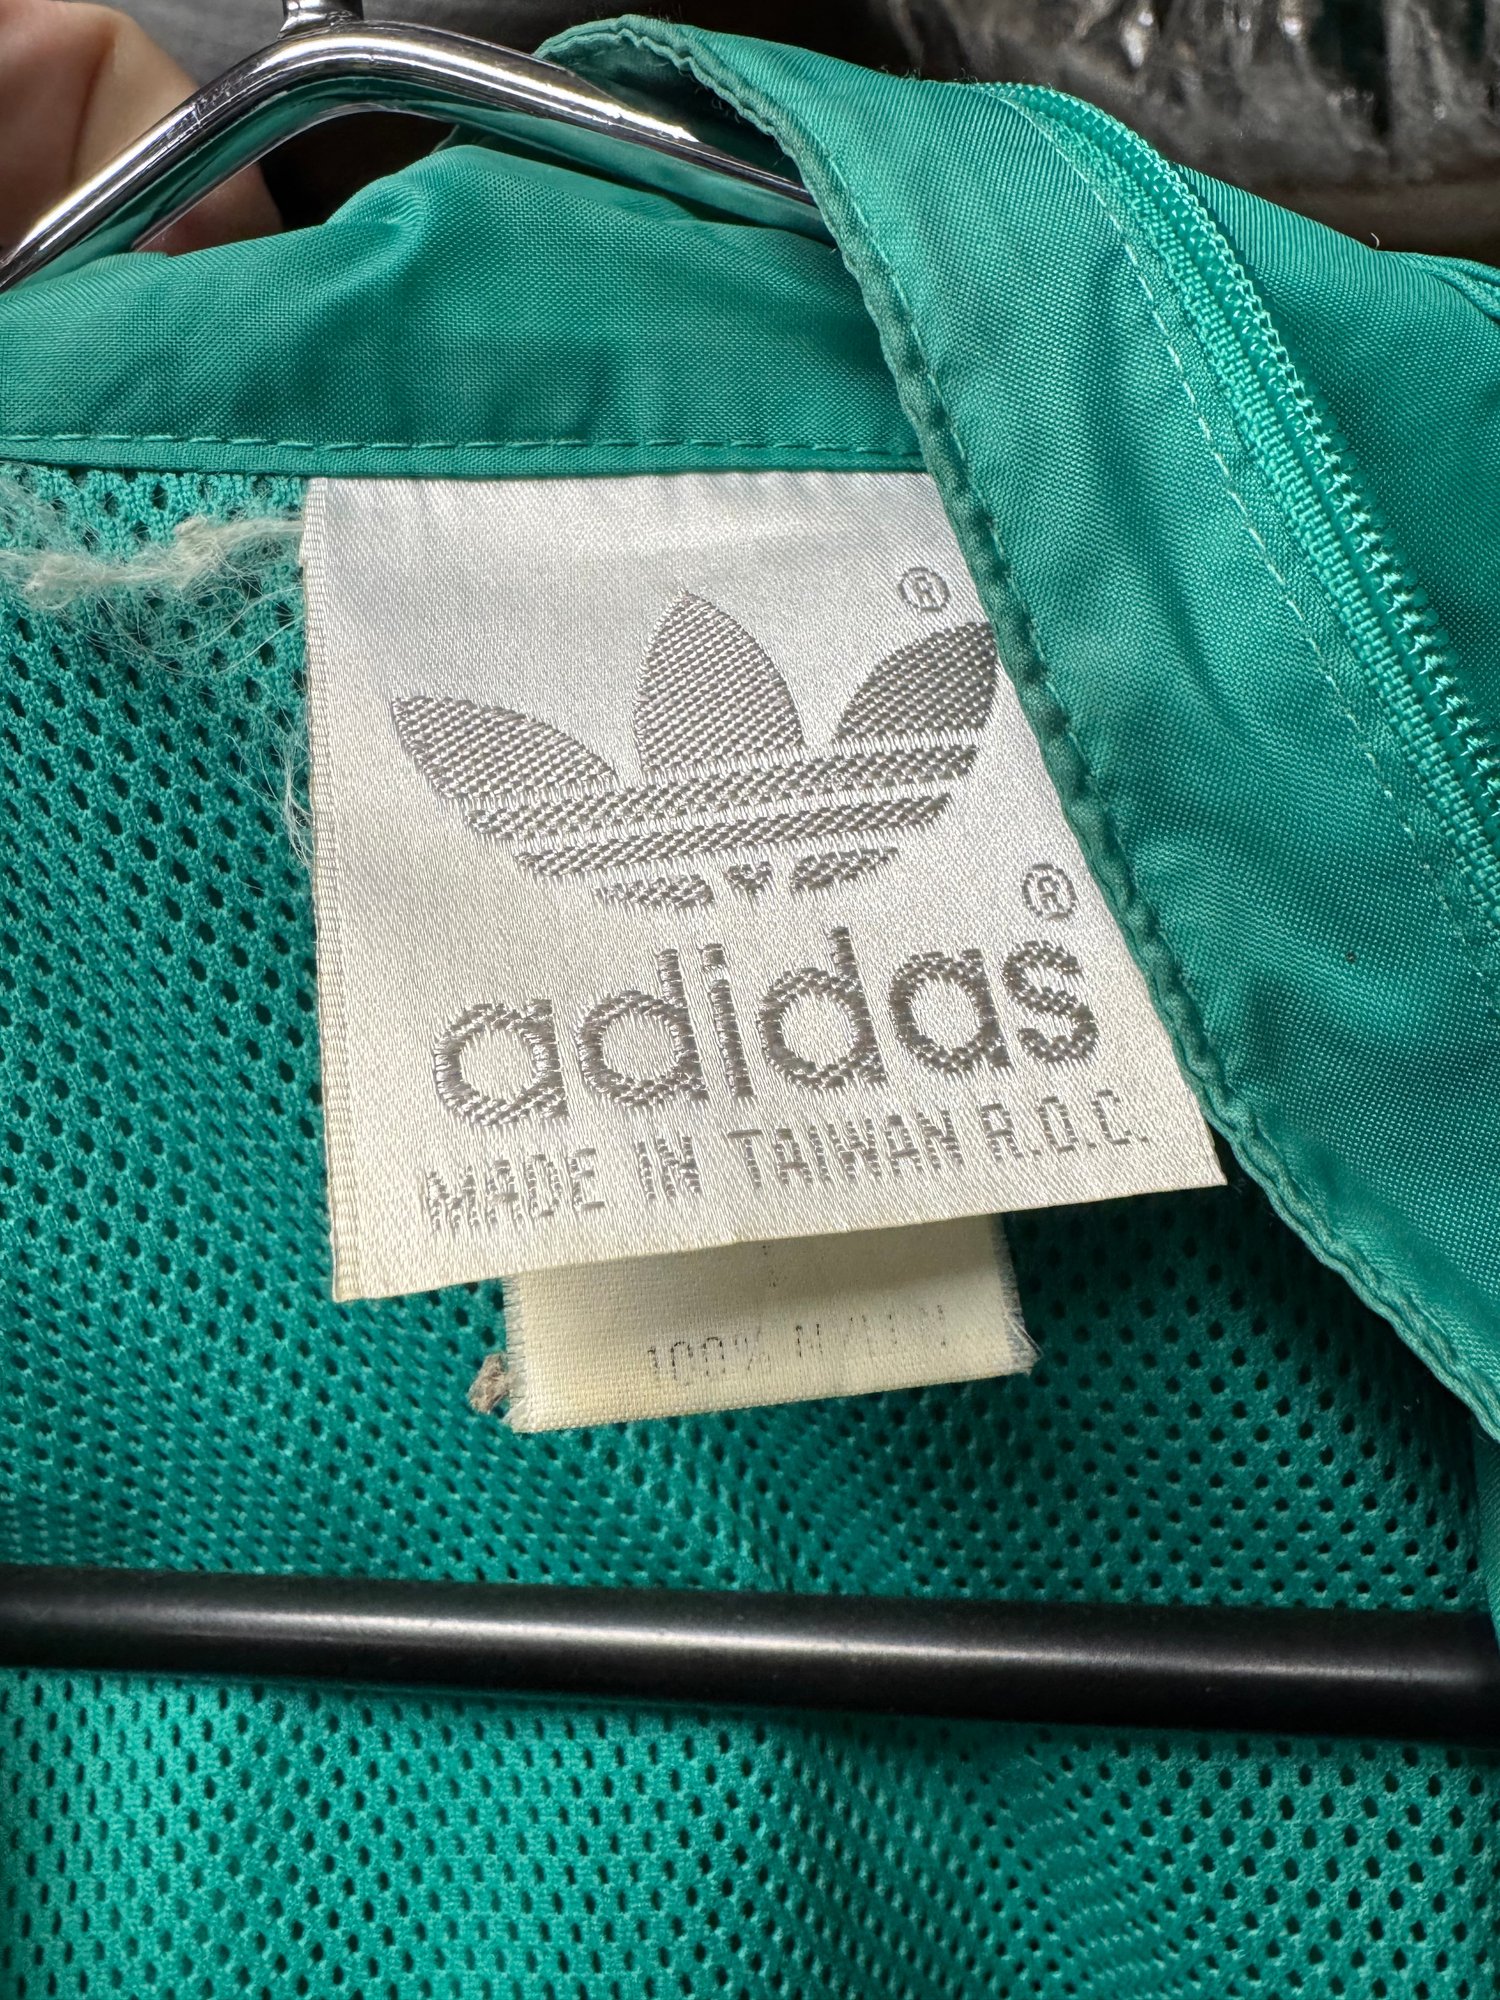 ®
adidas®
MADE IN TAIWAN R.O.C.
100% NYLON